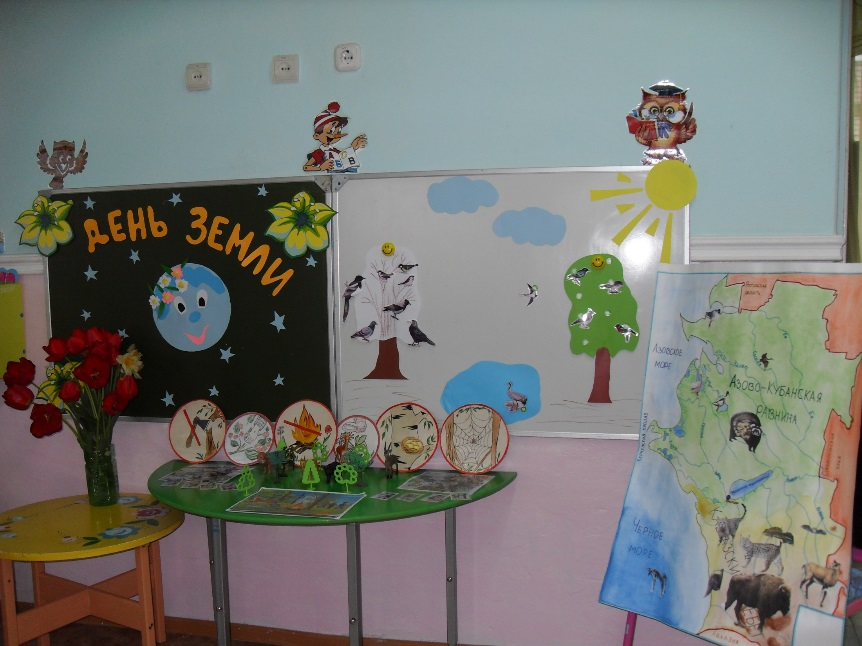 ДЕНЬ ЗЕМЛИ
АЗОВСКОЕ
МОРЕ
АЗОВО-КУБАНСКАЯ
РАВНИНА
ЧЕРНОЕ
МОРЕ